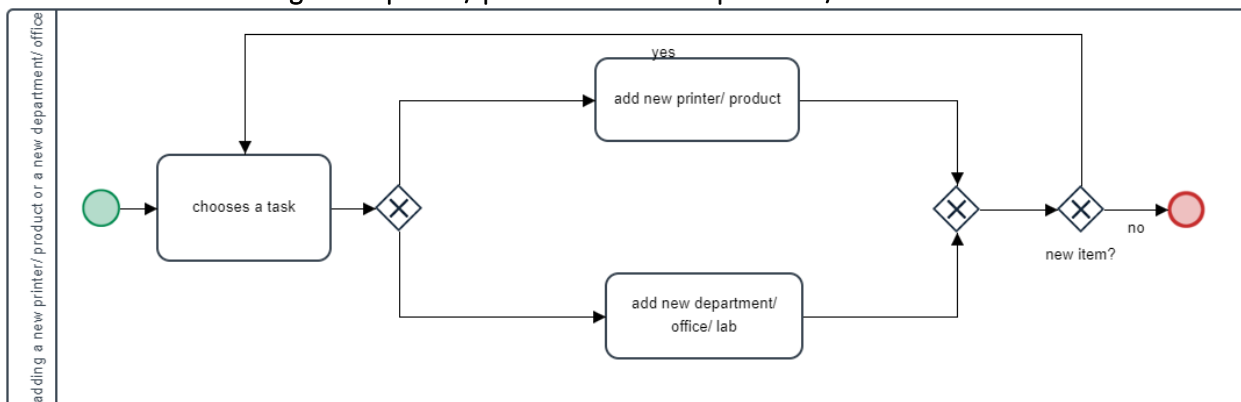 adding a new printer/ product or a new department/ office
yes
add new printer/ product
chooses a task
add new department/
office/ lab
no
new item?